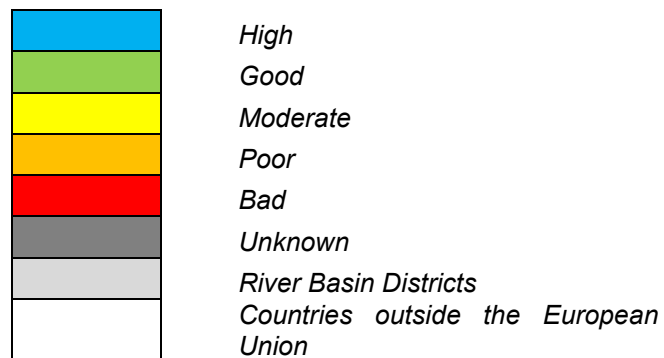 High
Good
Moderate
Poor
Bad
Unknown
River Basin Districts
Countries outside the European
Union